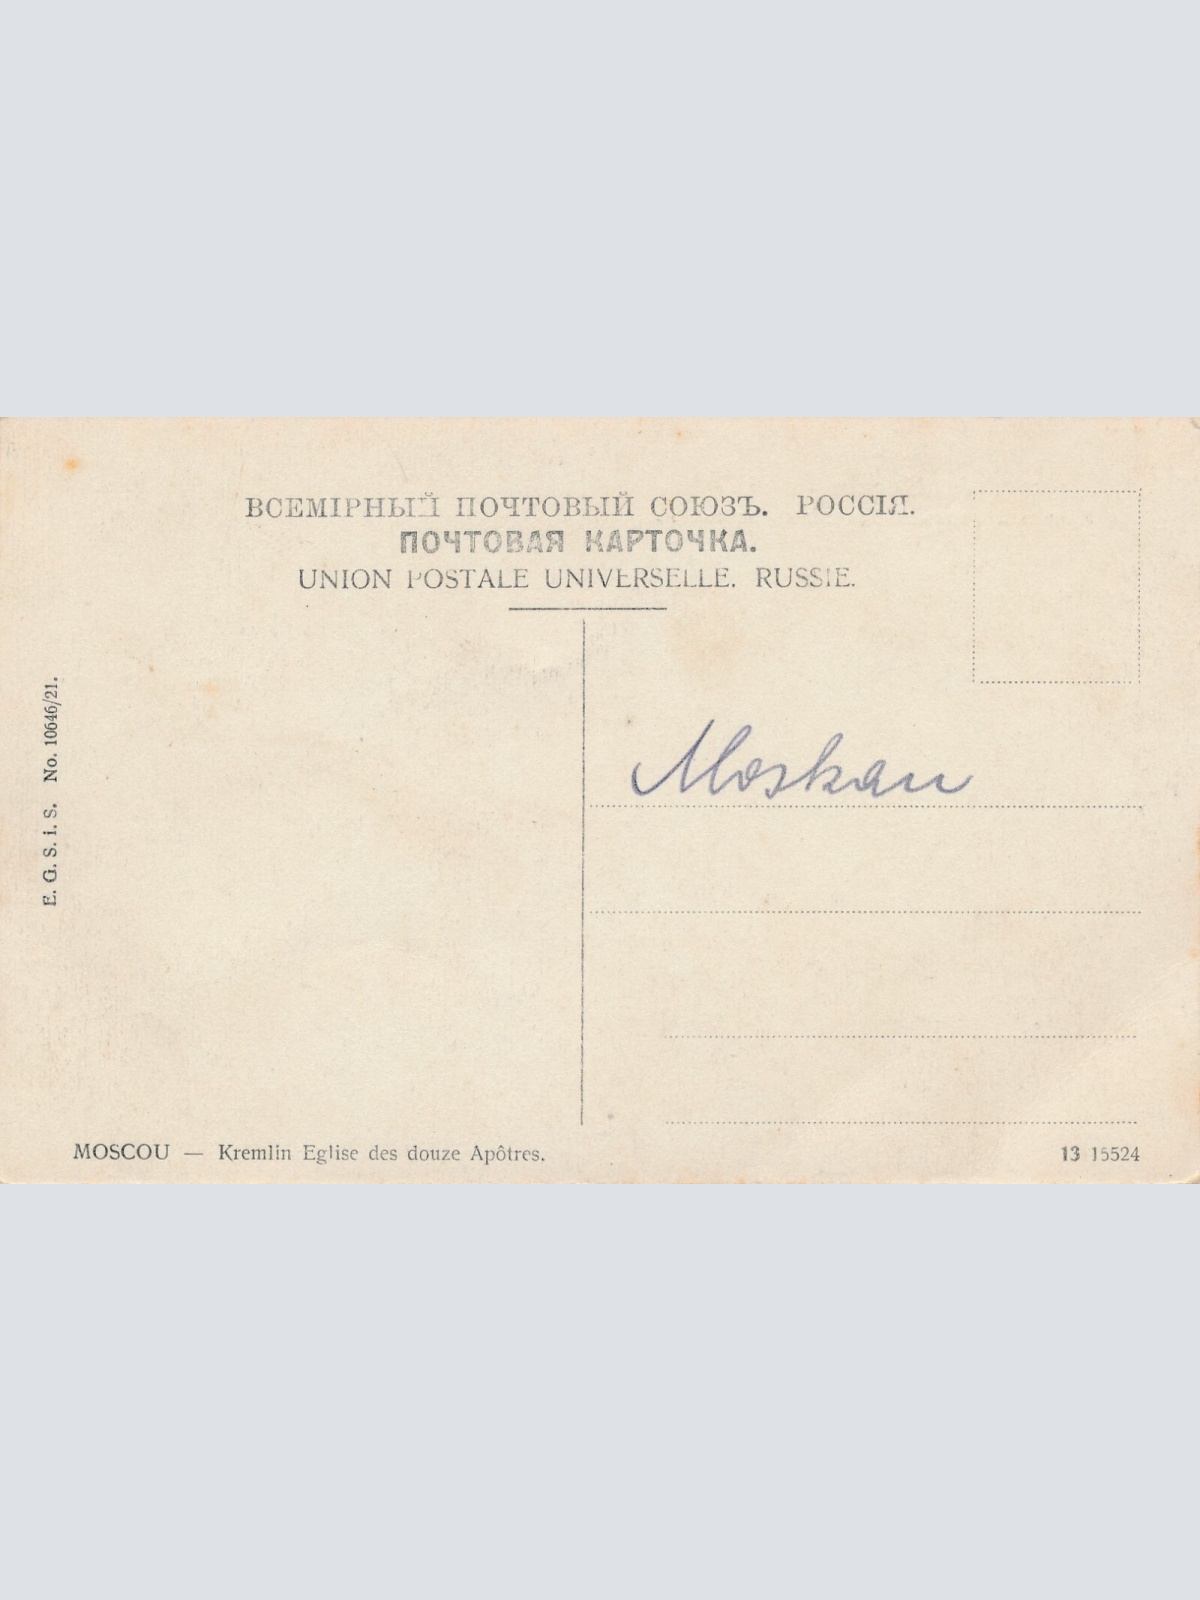 ВСЕМІРНЫЙ ПОЧТОВЫЙ СОЮЗЪ. РОССІЯ.
ПОЧТОВАЯ КАРТОЧКА.
UNION POSTALE UNIVERSELLE. RUSSIE.
E. G. S. i. S. No. 10646/21.
Moskau
MOSCOU — Kremlin Eglise des douze Apôtres.
13 15524